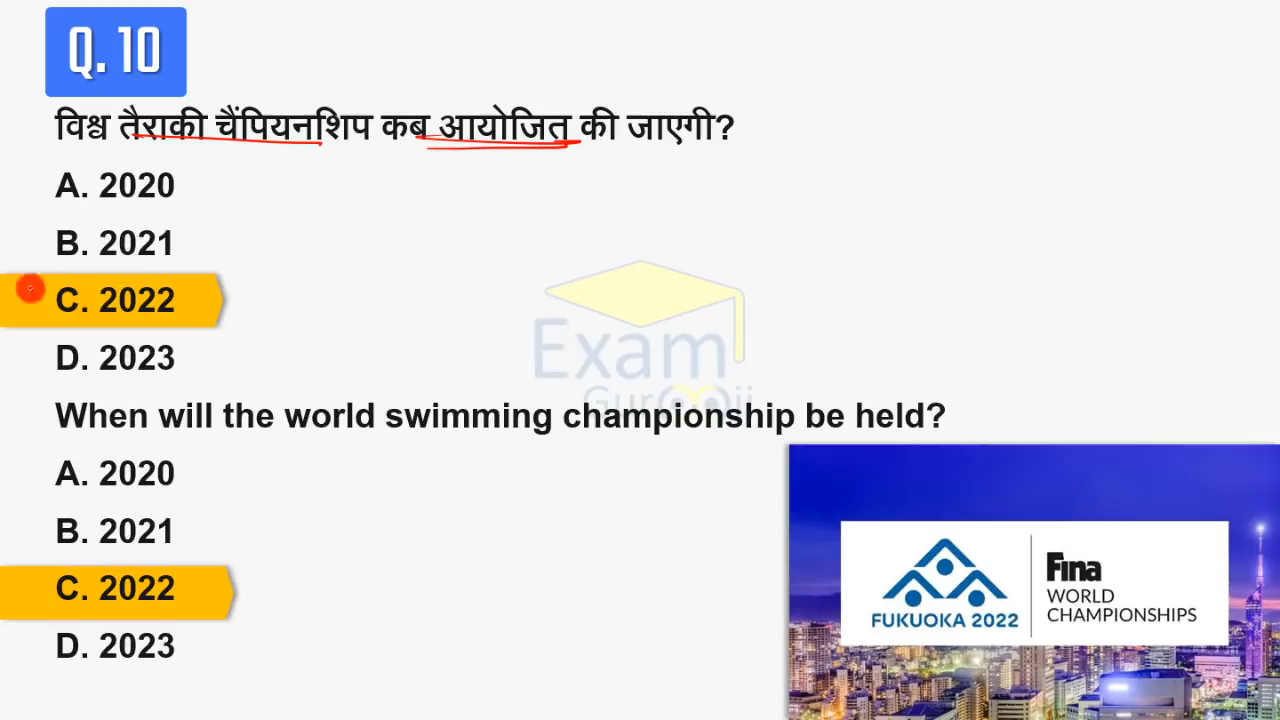 Q. 10
विश्व तैराकी चैंपियनशिप कब आयोजित की जाएगी?
A. 2020
B. 2021
C. 2022
D. 2023
Exam
Guruji
When will the world swimming championship be held?
A. 2020
B. 2021
C. 2022
D. 2023
FUKUOKA 2022
Fina
WORLD
CHAMPIONSHIPS